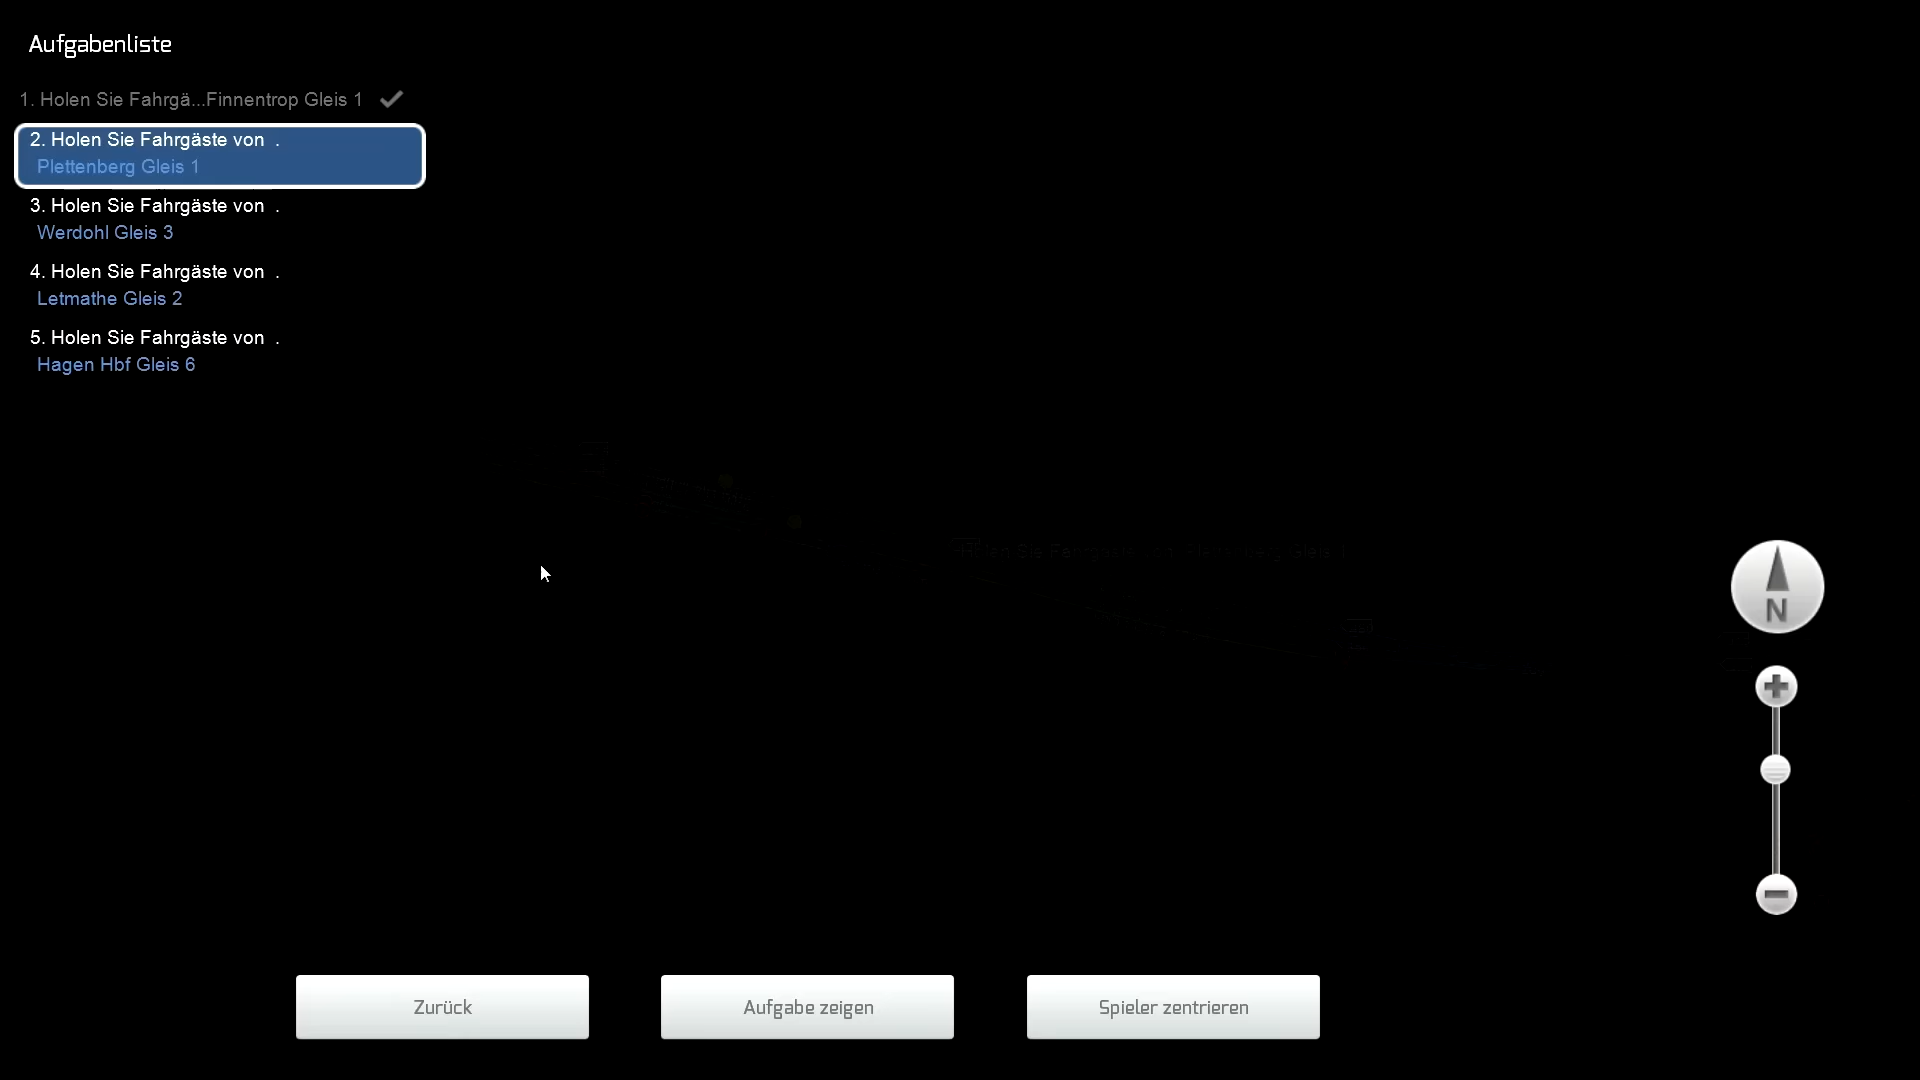 Aufgabenliste
1. Holen Sie Fahrgä...Finnentrop Gleis 1
2. Holen Sie Fahrgäste von .
Plettenberg Gleis 1
3. Holen Sie Fahrgäste von .
Werdohl Gleis 3
4. Holen Sie Fahrgäste von .
Letmathe Gleis 2
5. Holen Sie Fahrgäste von .
Hagen Hbf Gleis 6
N
Zurück
Aufgabe zeigen
Spieler zentrieren